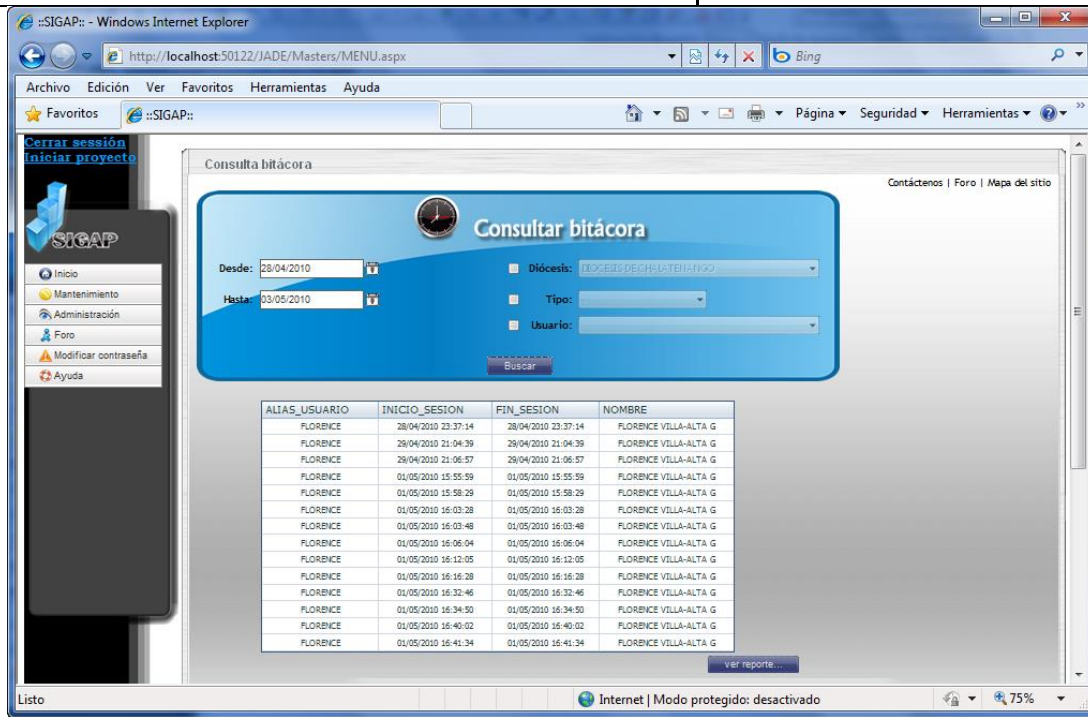 ::SIGAP:: - Windows Internet Explorer
http://localhost:50122/JADE/Masters/MENU.aspx
Bing
Archivo Edición Ver Favoritos Herramientas Ayuda
Favoritos ::SIGAP:: Página Seguridad Herramientas
Cerrar sesión
Iniciar proyecto
Consulta bitácora
Contáctenos | Foro | Mapa del sitio
SIGAP
Inicio
Mantenimiento
Administración
Foro
Modificar contraseña
Ayuda
Consultar bitácora
Desde: 28/04/2010 Diócesis: DIOCESIS DE CHALATENANGO
Hasta: 03/05/2010 Tipo:
Usuario:
Buscar
ALIAS_USUARIO INICIO_SESION FIN_SESION NOMBRE
FLORENCE 28/04/2010 23:37:14 28/04/2010 23:37:14 FLORENCE VILLA-ALTA G
FLORENCE 29/04/2010 21:04:39 29/04/2010 21:04:39 FLORENCE VILLA-ALTA G
FLORENCE 29/04/2010 21:06:57 29/04/2010 21:06:57 FLORENCE VILLA-ALTA G
FLORENCE 01/05/2010 15:55:59 01/05/2010 15:55:59 FLORENCE VILLA-ALTA G
FLORENCE 01/05/2010 15:58:29 01/05/2010 15:58:29 FLORENCE VILLA-ALTA G
FLORENCE 01/05/2010 16:03:28 01/05/2010 16:03:28 FLORENCE VILLA-ALTA G
FLORENCE 01/05/2010 16:03:48 01/05/2010 16:03:48 FLORENCE VILLA-ALTA G
FLORENCE 01/05/2010 16:06:04 01/05/2010 16:06:04 FLORENCE VILLA-ALTA G
FLORENCE 01/05/2010 16:12:05 01/05/2010 16:12:05 FLORENCE VILLA-ALTA G
FLORENCE 01/05/2010 16:16:28 01/05/2010 16:16:28 FLORENCE VILLA-ALTA G
FLORENCE 01/05/2010 16:32:46 01/05/2010 16:32:46 FLORENCE VILLA-ALTA G
FLORENCE 01/05/2010 16:34:50 01/05/2010 16:34:50 FLORENCE VILLA-ALTA G
FLORENCE 01/05/2010 16:40:02 01/05/2010 16:40:02 FLORENCE VILLA-ALTA G
FLORENCE 01/05/2010 16:41:34 01/05/2010 16:41:34 FLORENCE VILLA-ALTA G
ver reporte...
Listo Internet | Modo protegido: desactivado 75%